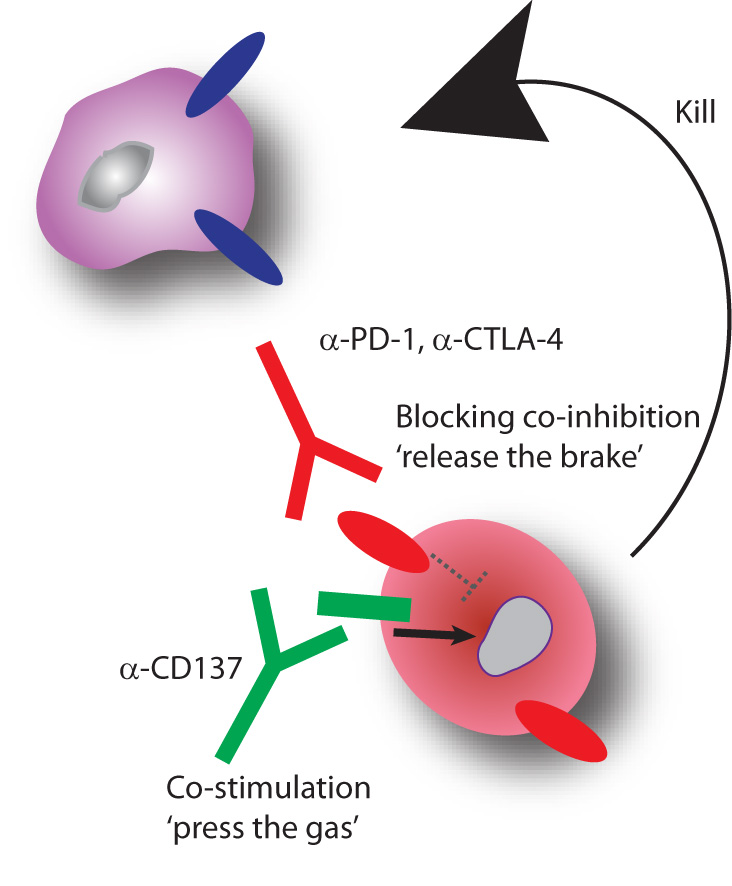 Kill
α-PD-1, α-CTLA-4
Blocking co-inhibition
‘release the brake’
α-CD137
Co-stimulation
‘press the gas’